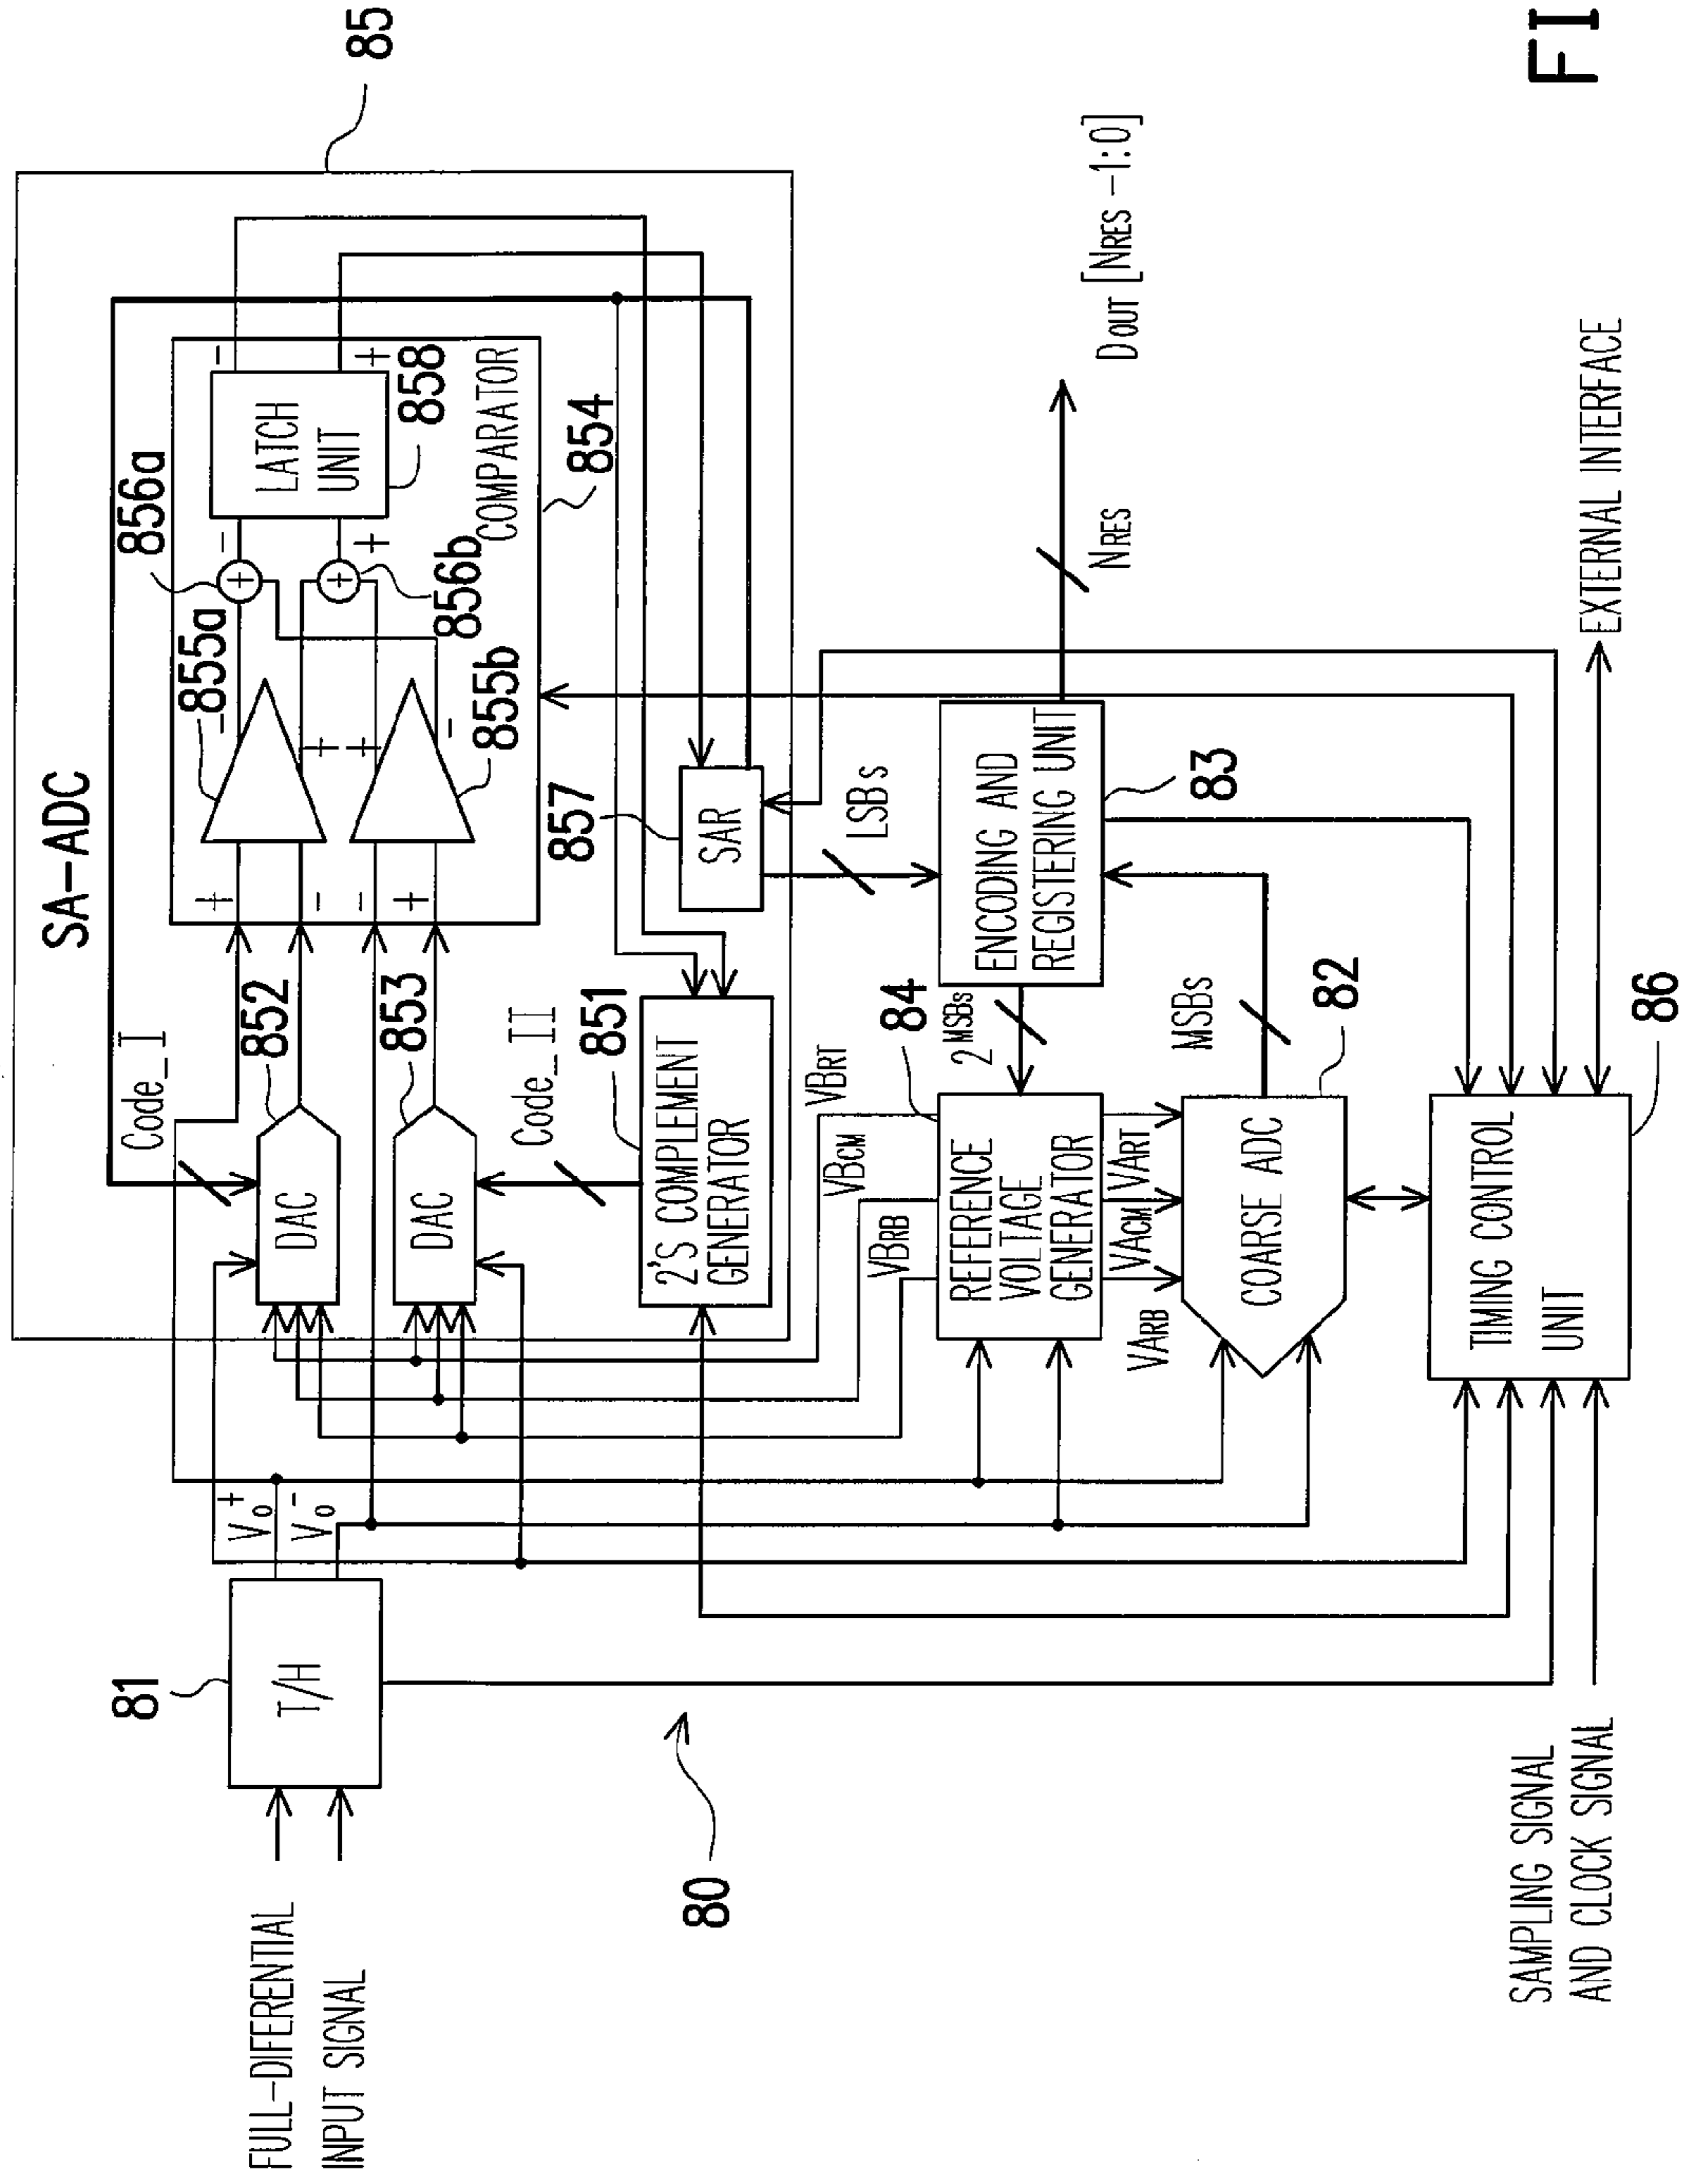 85
SA-ADC
Code_I
852
853
Code_II
851
DAC
DAC
2'S COMPLEMENT
GENERATOR
856a
855a
856b
855b
+
-
-
+
-
+
+
-
-
+
-
+
LATCH
UNIT
858
COMPARATOR
854
857
SAR
LSBs
81
T/H
Vo+
Vo-
FULL-DIFERENTIAL
INPUT SIGNAL
80
VBRT
VBCM
VBRB
84
2 MSBs
REFERENCE
VOLTAGE
GENERATOR
VART
VACM
VARB
ENCODING AND
REGISTERING UNIT
83
NRES
DOUT [NRES -1:0]
MSBs
82
COARSE ADC
TIMING CONTROL
UNIT
86
EXTERNAL INTERFACE
SAMPLING SIGNAL
AND CLOCK SIGNAL
FI